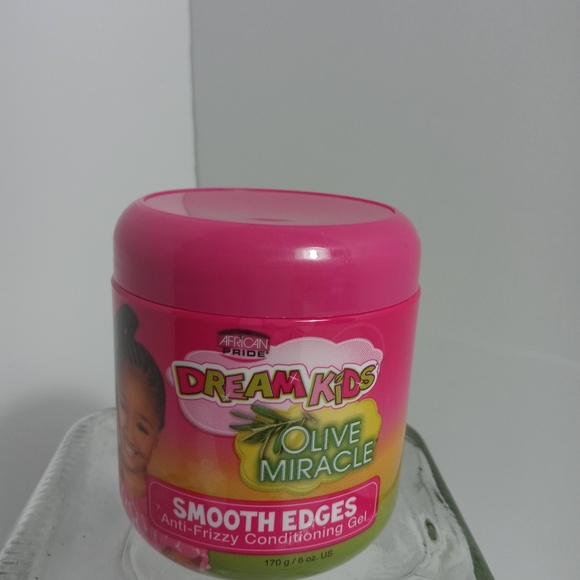 AFRICAN
PRIDE
DREAM KiDS
OLIVE
MIRACLE
SMOOTH EDGES
Anti-Frizzy Conditioning Gel
170 g / 6 oz. US